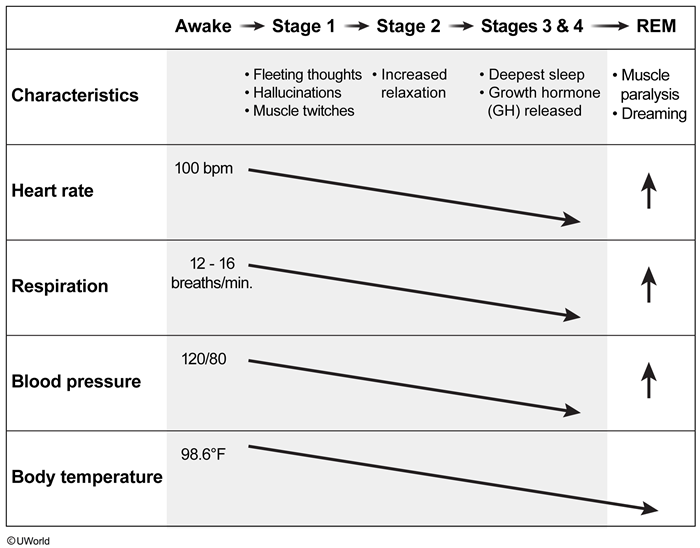 Awake → Stage 1 → Stage 2 → Stages 3 & 4 → REM
Characteristics
• Fleeting thoughts
• Hallucinations
• Muscle twitches
• Increased
relaxation
• Deepest sleep
• Growth hormone
(GH) released
• Muscle
paralysis
• Dreaming
Heart rate
100 bpm
Respiration
12 - 16
breaths/min.
Blood pressure
120/80
Body temperature
98.6°F
©UWorld